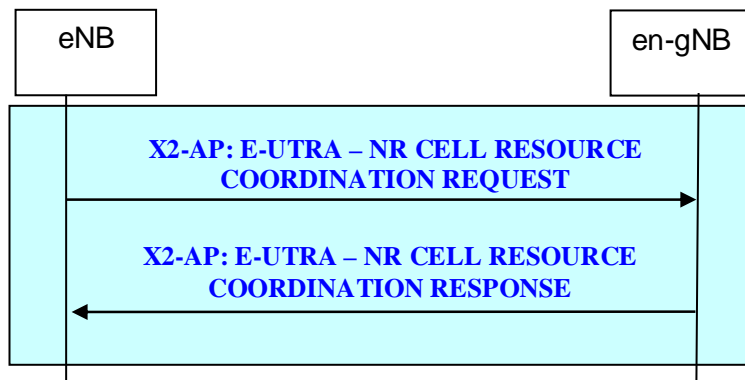 eNB
en-gNB
X2-AP: E-UTRA – NR CELL RESOURCE
COORDINATION REQUEST
X2-AP: E-UTRA – NR CELL RESOURCE
COORDINATION RESPONSE